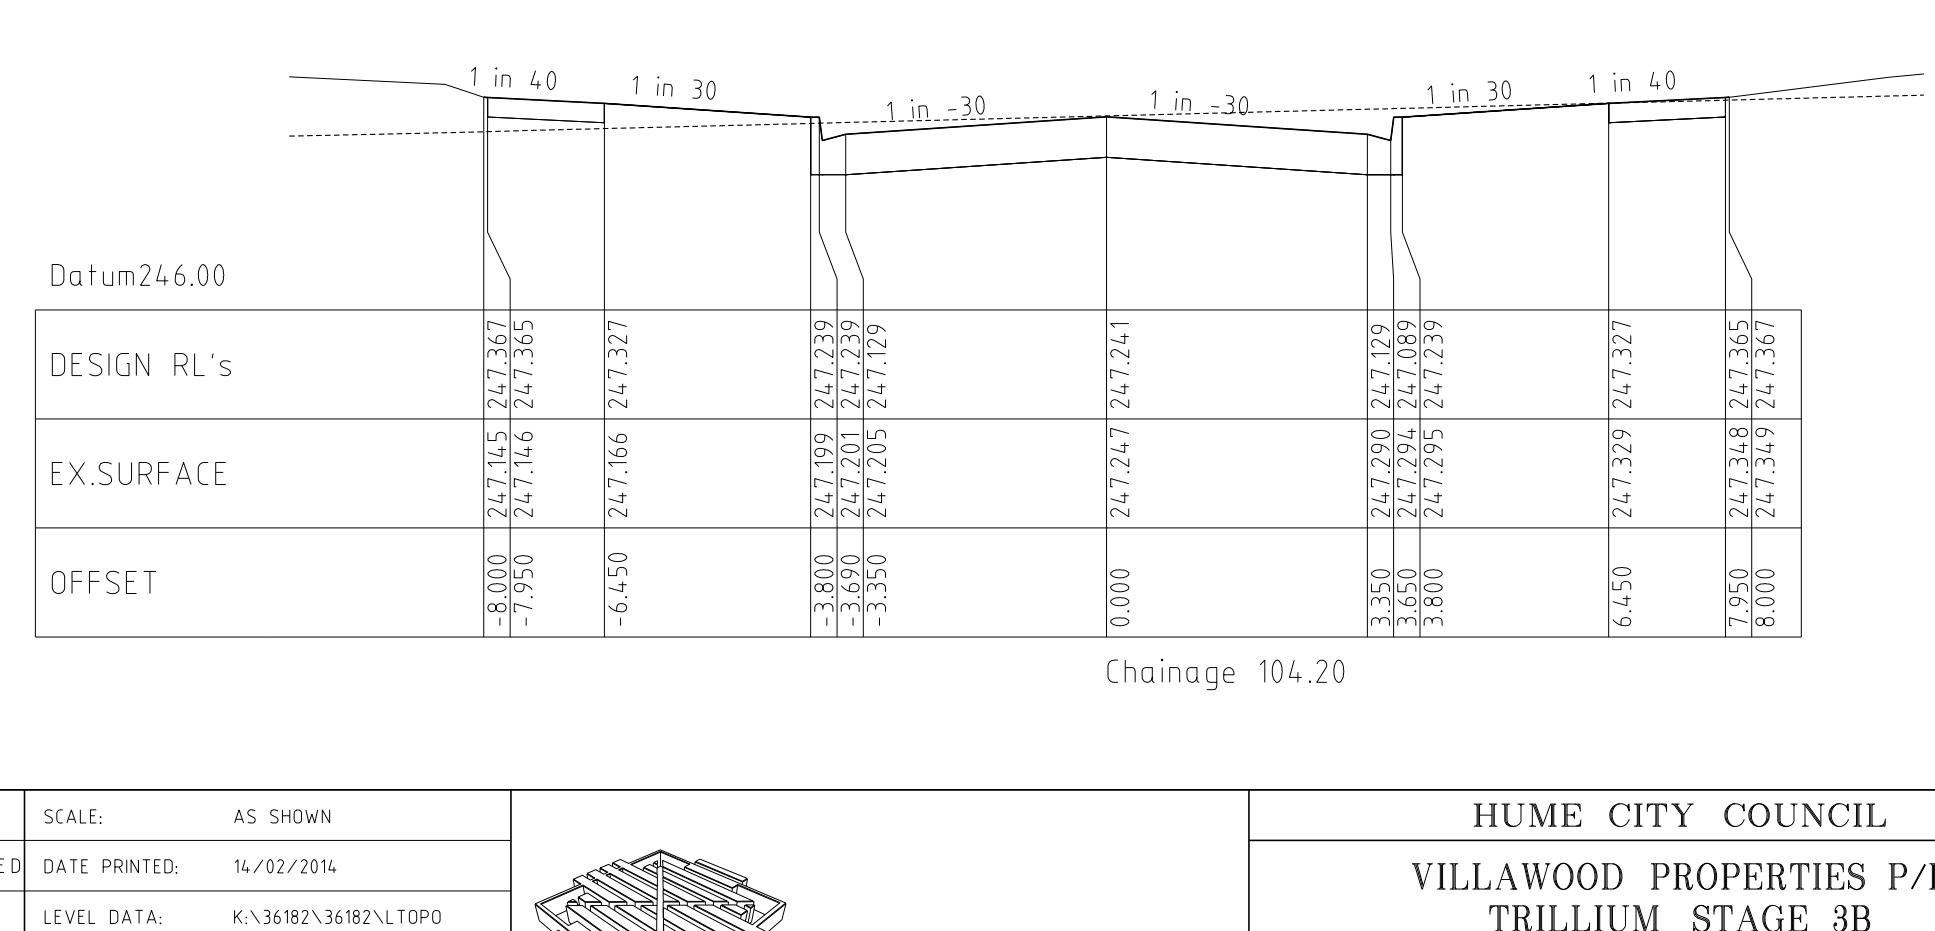 1 in 40 1 in 30 1 in -30 1 in -30 1 in 30 1 in 40
Datum246.00
DESIGN RL's 247.367 247.365 247.327 247.239 247.239 247.129 247.241 247.129 247.089 247.239 247.327 247.365 247.367
EX.SURFACE 247.145 247.146 247.166 247.199 247.201 247.205 247.247 247.290 247.294 247.295 247.329 247.348 247.349
OFFSET -8.000 -7.950 -6.450 -3.800 -3.690 -3.350 0.000 3.350 3.650 3.800 6.450 7.950 8.000
Chainage 104.20
SCALE: AS SHOWN
DATE PRINTED: 14/02/2014
LEVEL DATA: K:\36182\36182\LTOPO
HUME CITY COUNCIL
VILLAWOOD PROPERTIES
TRILLIUM STAGE 3B